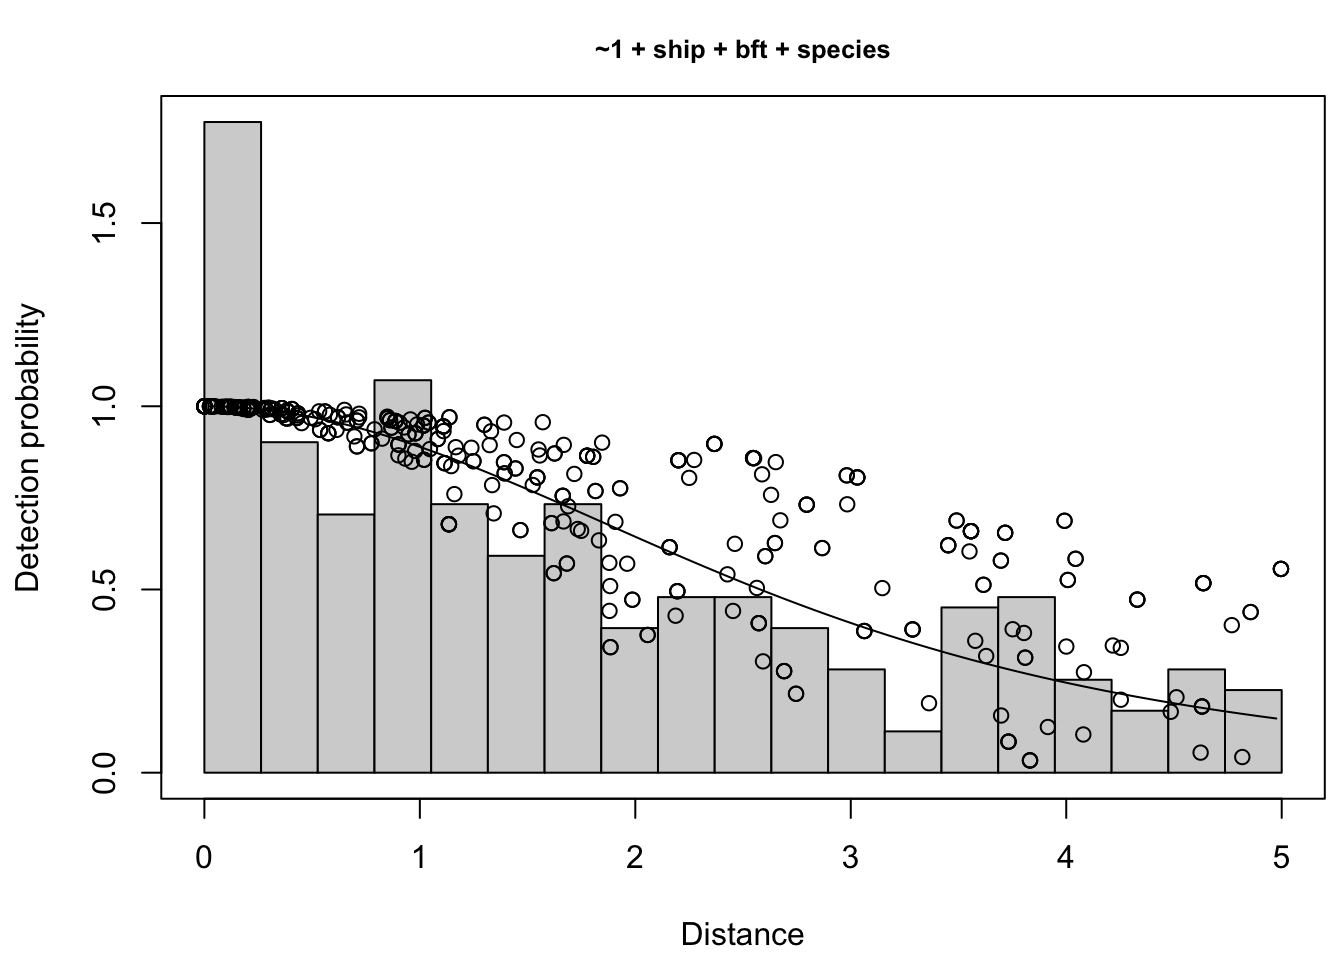 ~1 + ship + bft + species
Detection probability
1.5
1.0
0.5
0.0
0 1 2 3 4 5
Distance